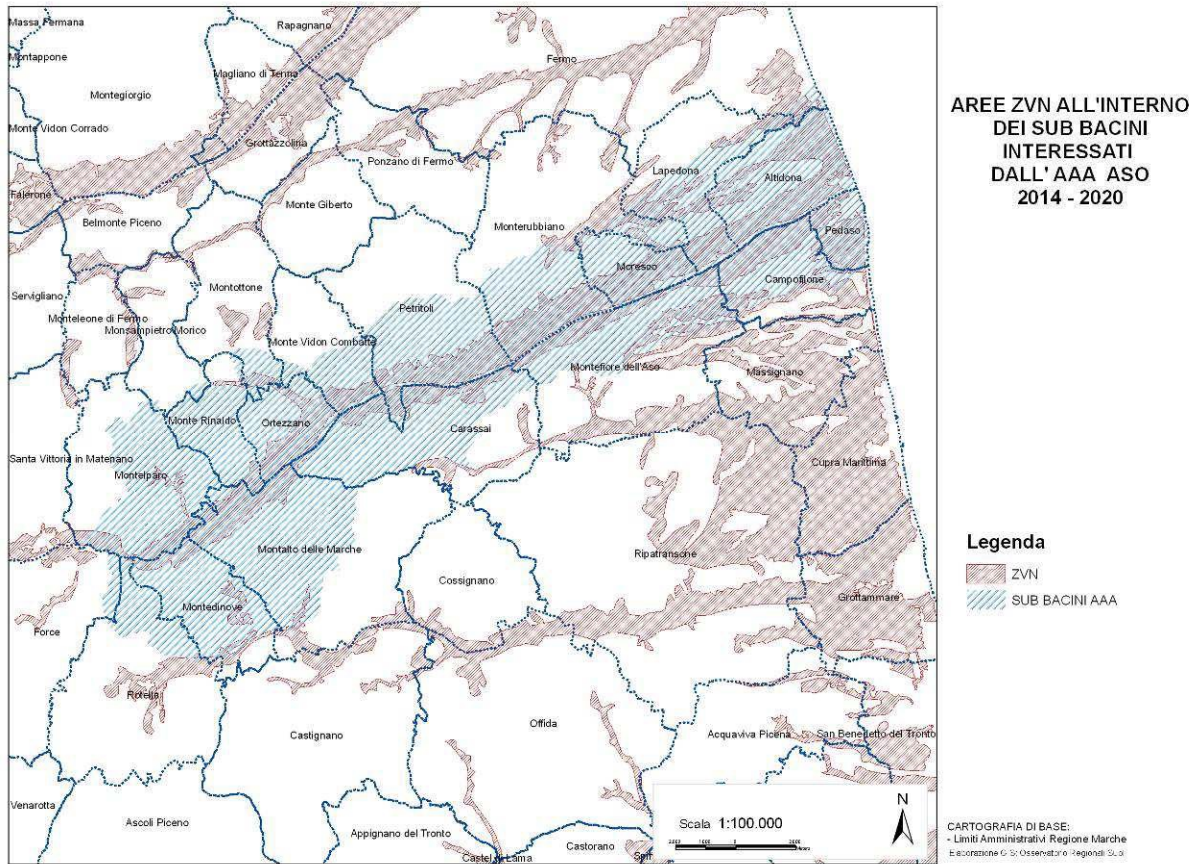 Massa Fermana
Rapagnano
Montappone
Magliano di Tenna
Fermo
Montegiorgio
Monte Vidon Corrado
Grottazzolina
Ponzano di Fermo
Lapedona
Altidona
Falerone
Monte Giberto
Belmonte Piceno
Monterubbiano
Pedaso
Moresco
Campofilone
Servigliano
Montottone
Monteleone di Fermo
Monsampietro Morico
Petritoli
Monte Vidon Combatte
Montefiore dell'Aso
Massignano
Monte Rinaldo
Ortezzano
Carassai
Santa Vittoria in Matenano
Montelparo
Cupra Marittima
Montalto delle Marche
Ripatransone
Cossignano
Montedinove
Grottammare
Force
Rotella
Offida
Castignano
Acquaviva Picena
San Benedetto del Tronto
Venarotta
Ascoli Piceno
Appignano del Tronto
Castel di Lama
Castorano
Scala 1:100.000
N
AREE ZVN ALL'INTERNO
DEI SUB BACINI
INTERESSATI
DALL' AAA ASO
2014 - 2020
Legenda
ZVN
SUB BACINI AAA
CARTOGRAFIA DI BASE:
- Limiti Amministrativi Regione Marche